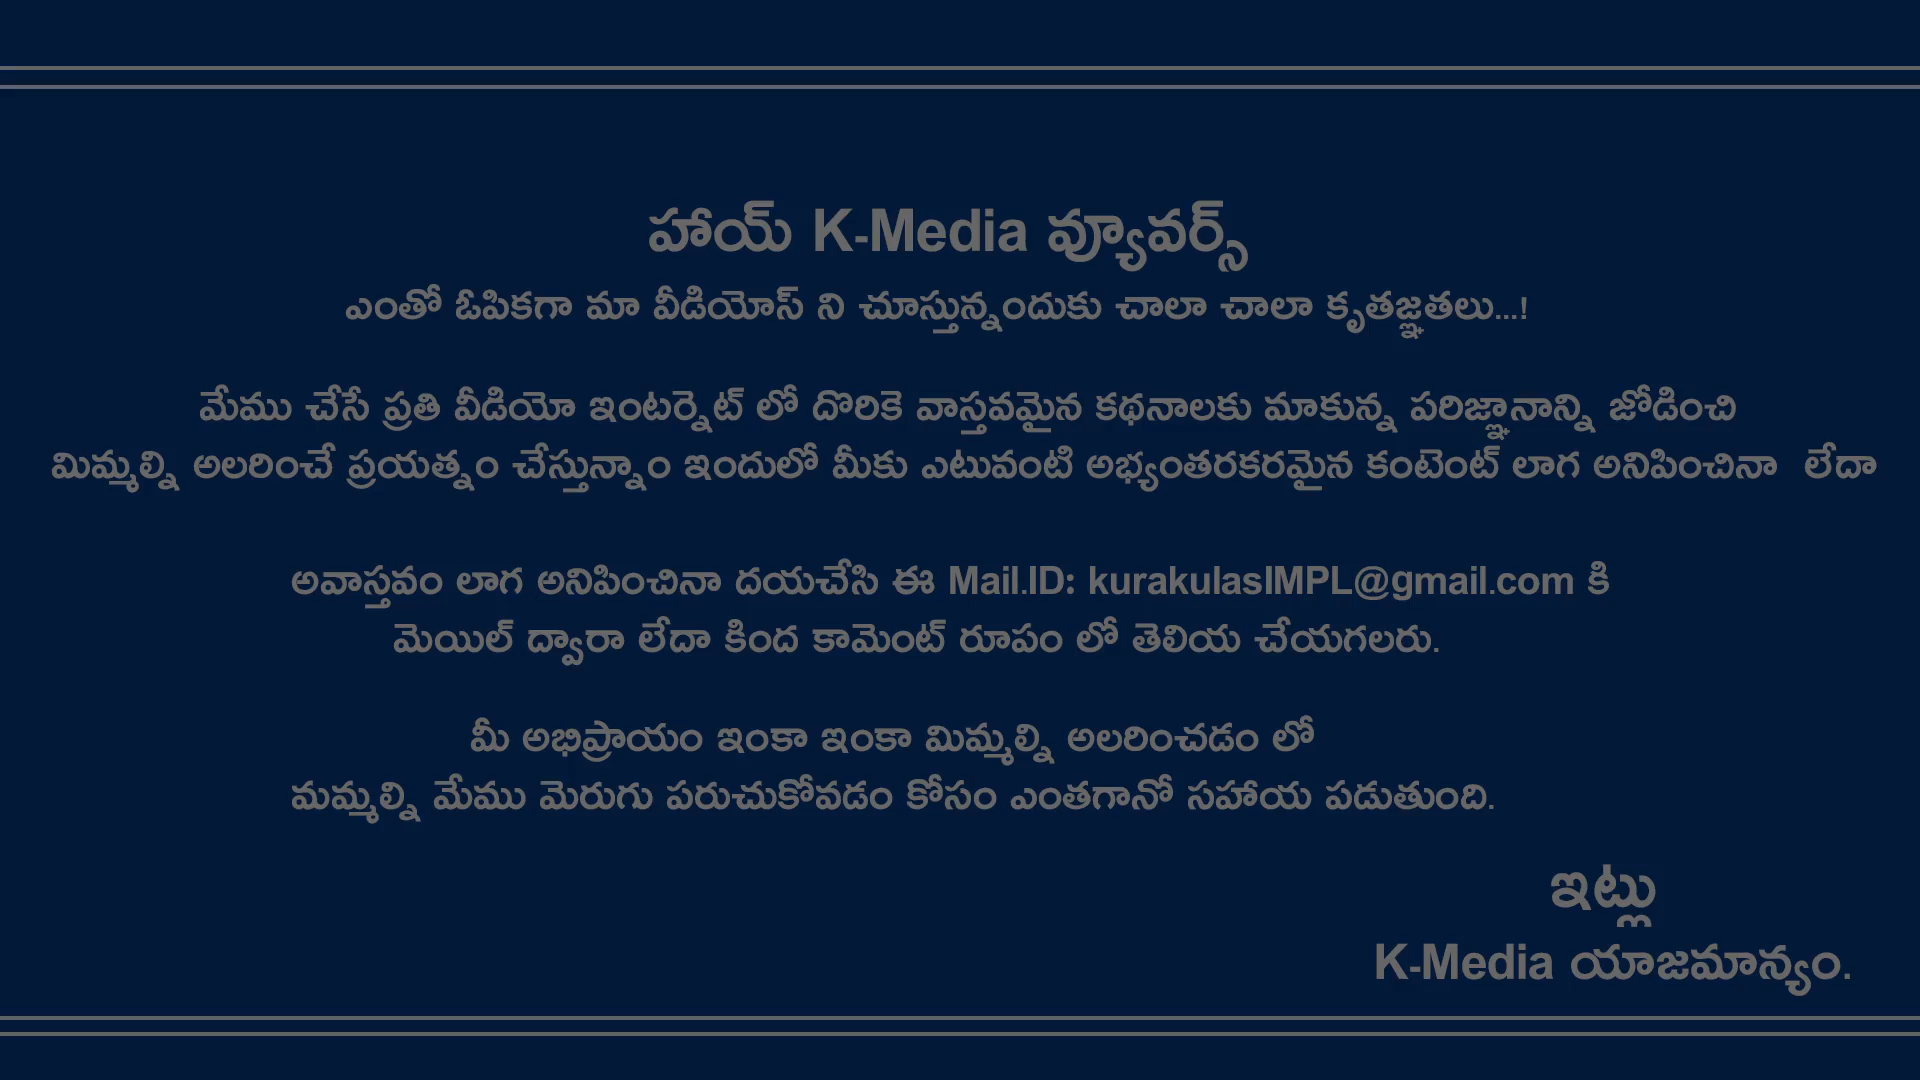 హాయ్ K-Media వ్యూవర్స్
ఎంతో ఓపికగా మా వీడియోస్ ని చూస్తున్నందుకు చాలా చాలా కృతజ్ఞతలు...!
మేము చేసే ప్రతి వీడియో ఇంటర్నెట్ లో దొరికె వాస్తవమైన కథనాలకు మాకున్న పరిజ్ఞానాన్ని జోడించి
మిమ్మల్ని అలరించే ప్రయత్నం చేస్తున్నాం ఇందులో మీకు ఎటువంటి అభ్యంతరకరమైన కంటెంట్ లాగ అనిపించినా లేదా
అవాస్తవం లాగ అనిపించినా దయచేసి ఈ Mail.ID: kurakulasIMPL@gmail.com కి
మెయిల్ ద్వారా లేదా కింద కామెంట్ రూపం లో తెలియ చేయగలరు.
మీ అభిప్రాయం ఇంకా ఇంకా మిమ్మల్ని అలరించడం లో
మమ్మల్ని మేము మెరుగు పరుచుకోవడం కోసం ఎంతగానో సహాయ పడుతుంది.
ఇట్లు
K-Media యాజమాన్యం.